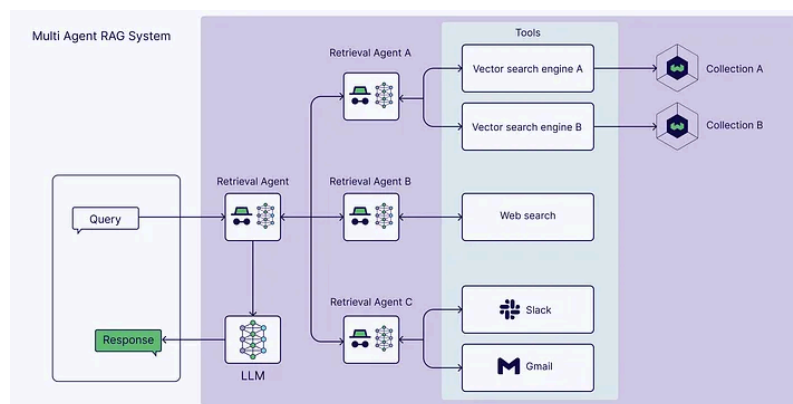 Multi Agent RAG System
Tools
Retrieval Agent A
Vector search engine A
Collection A
Vector search engine B
Collection B
Retrieval Agent
Retrieval Agent B
Query
Web search
Retrieval Agent C
Slack
Response
Gmail
LLM